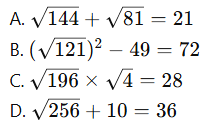 A. √144 + √81 = 21
B. (√121)² – 49 = 72
C. √196 × √4 = 28
D. √256 + 10 = 36